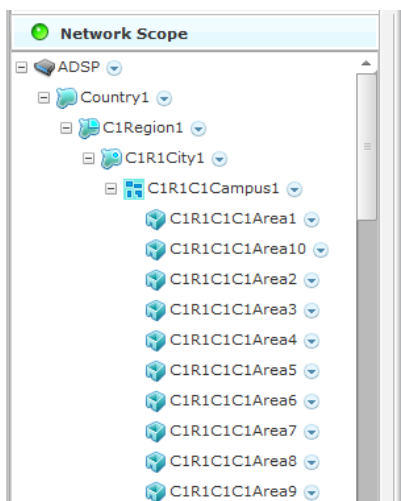 Network Scope
ADSP
Country1
C1Region1
C1R1City1
C1R1C1Campus1
C1R1C1C1Area1
C1R1C1C1Area10
C1R1C1C1Area2
C1R1C1C1Area3
C1R1C1C1Area4
C1R1C1C1Area5
C1R1C1C1Area6
C1R1C1C1Area7
C1R1C1C1Area8
C1R1C1C1Area9